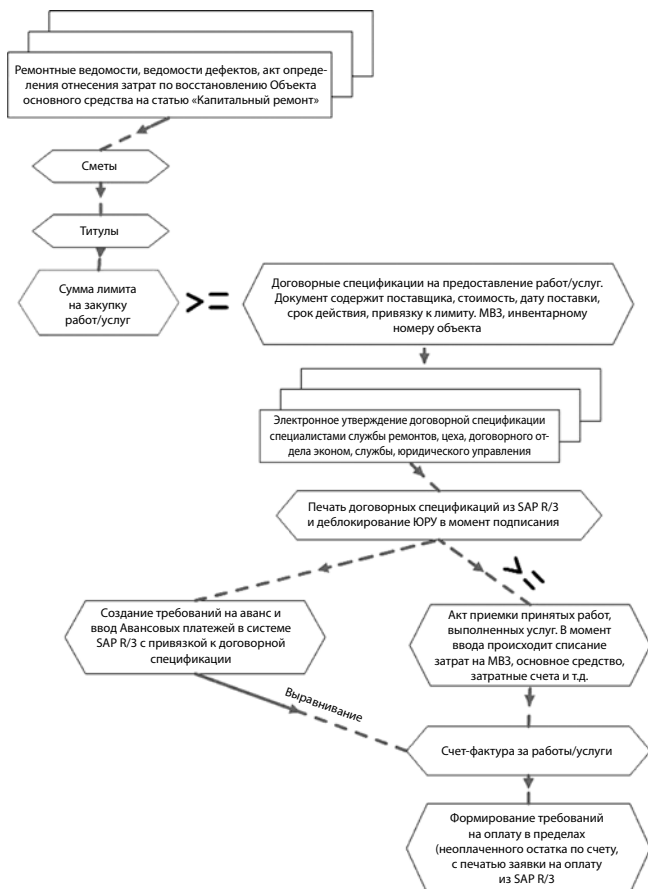 Ремонтные ведомости, ведомости дефектов, акт опреде-
ления отнесения затрат по восстановлению Объекта
основного средства на статью «Капитальный ремонт»
Сметы
Титулы
Сумма лимита
на закупку
работ/услуг
>=
Договорные спецификации на предоставление работ/услуг.
Документ содержит поставщика, стоимость, дату поставки,
срок действия, привязку к лимиту. МВЗ, инвентарному
номеру объекта
Электронное утверждение договорной спецификации
специалистами службы ремонтов, цеха, договорного от-
дела эконом, службы, юридического управления
Печать договорных спецификаций из SAP R/3
и деблокирование ЮРУ в момент подписания
>=
Создание требований на аванс и
ввод Авансовых платежей в системе
SAP R/3 с привязкой к договорной
спецификации
Акт приемки принятых работ,
выполненных услуг. В момент
ввода происходит списание
затрат на МВЗ, основное средство,
затратные счета и т.д.
Выравнивание
Счет-фактура за работы/услуги
Формирование требований
на оплату в пределах
(неоплаченного остатка по счету,
с печатью заявки на оплату
из SAP R/3